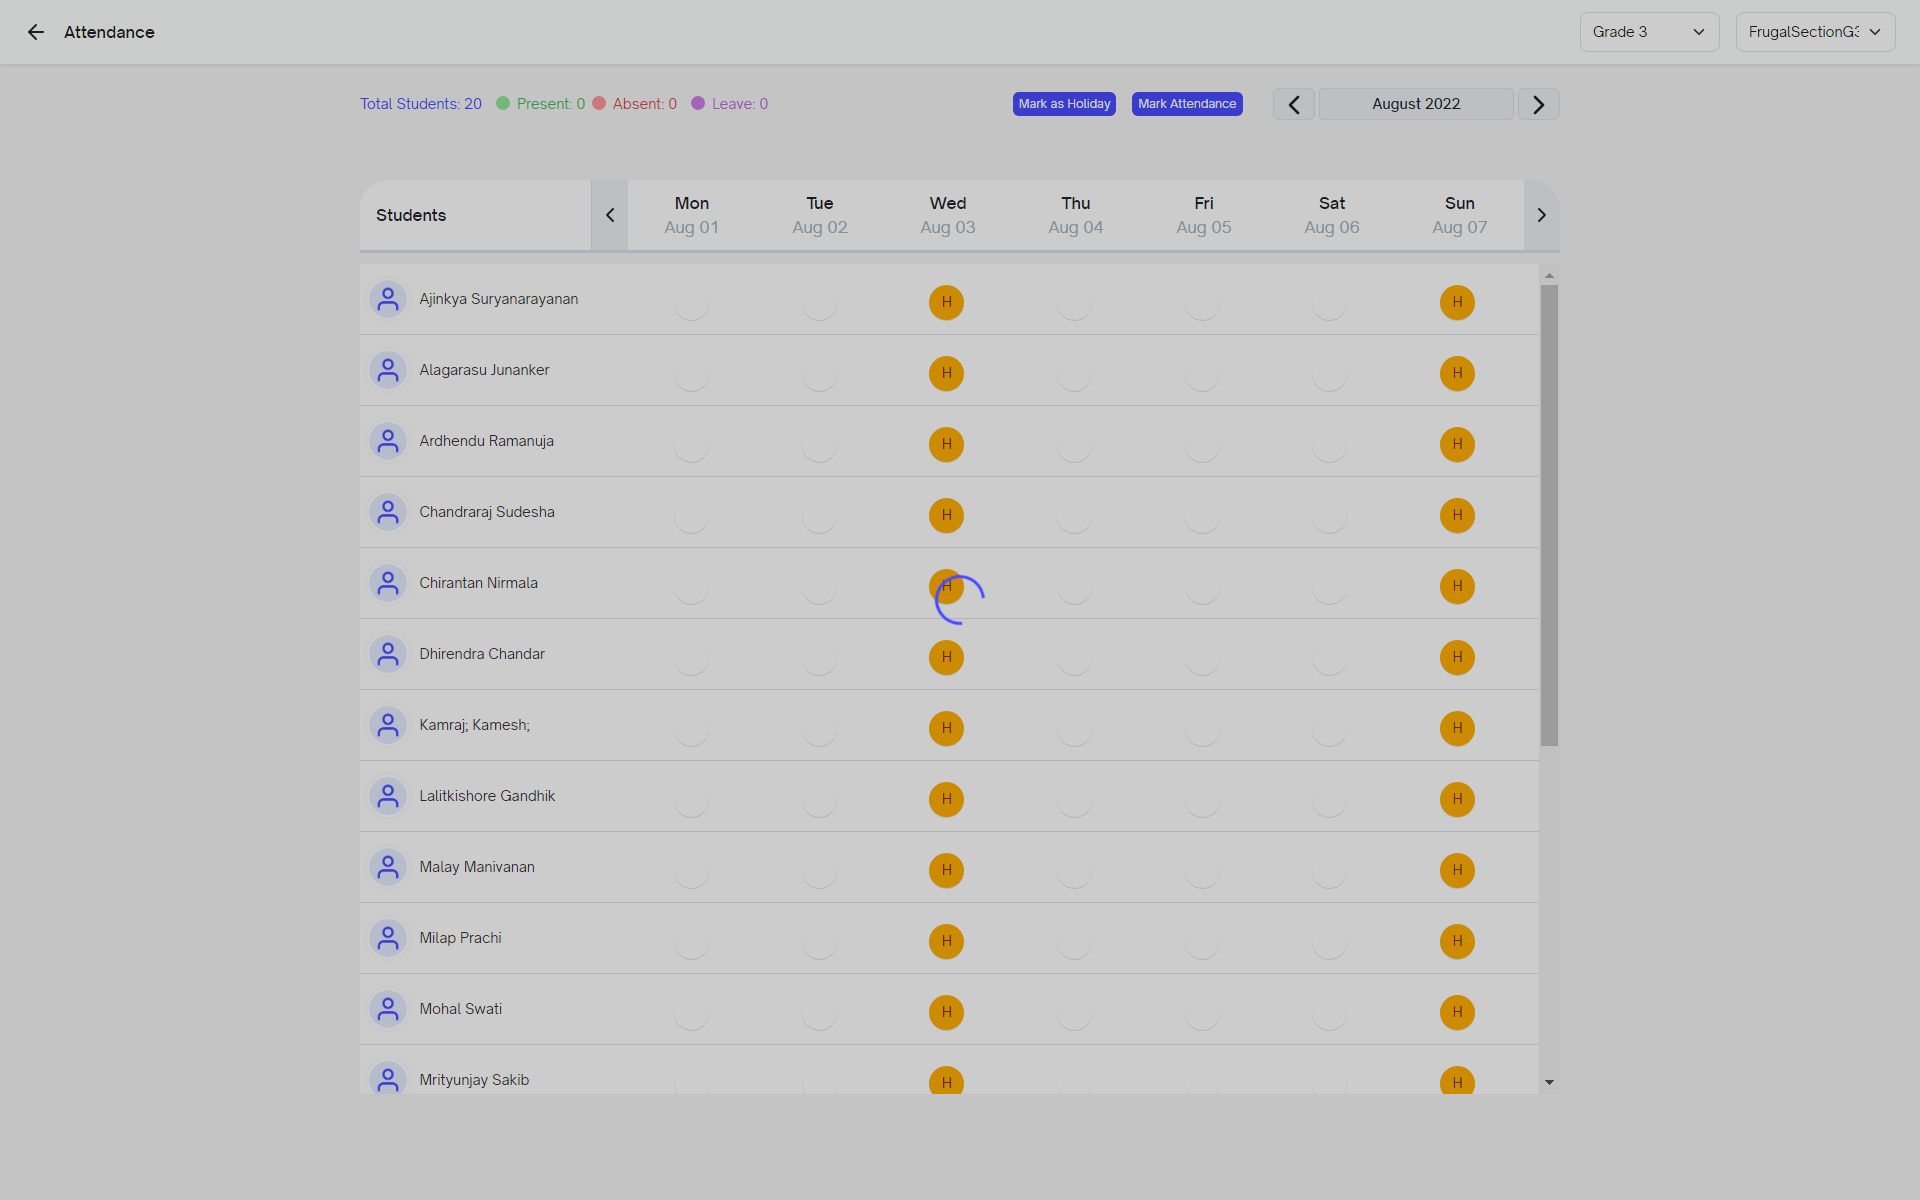 Attendance
Grade 3
FrugalSectionG3
Total Students: 20 Present: 0 Absent: 0 Leave: 0
Mark as Holiday
Mark Attendance
August 2022
Students
Mon Tue Wed Thu Fri Sat Sun
Aug 01 Aug 02 Aug 03 Aug 04 Aug 05 Aug 06 Aug 07
Ajinkya Suryanarayanan H H
Alagarasu Junanker H H
Ardhendu Ramanuja H H
Chandraraj Sudesha H H
Chirantan Nirmala H H
Dhirendra Chandar H H
Kamraj; Kamesh; H H
Lalitkishore Gandhik H H
Malay Manivanan H H
Milap Prachi H H
Mohal Swati H H
Mrityunjay Sakib H H